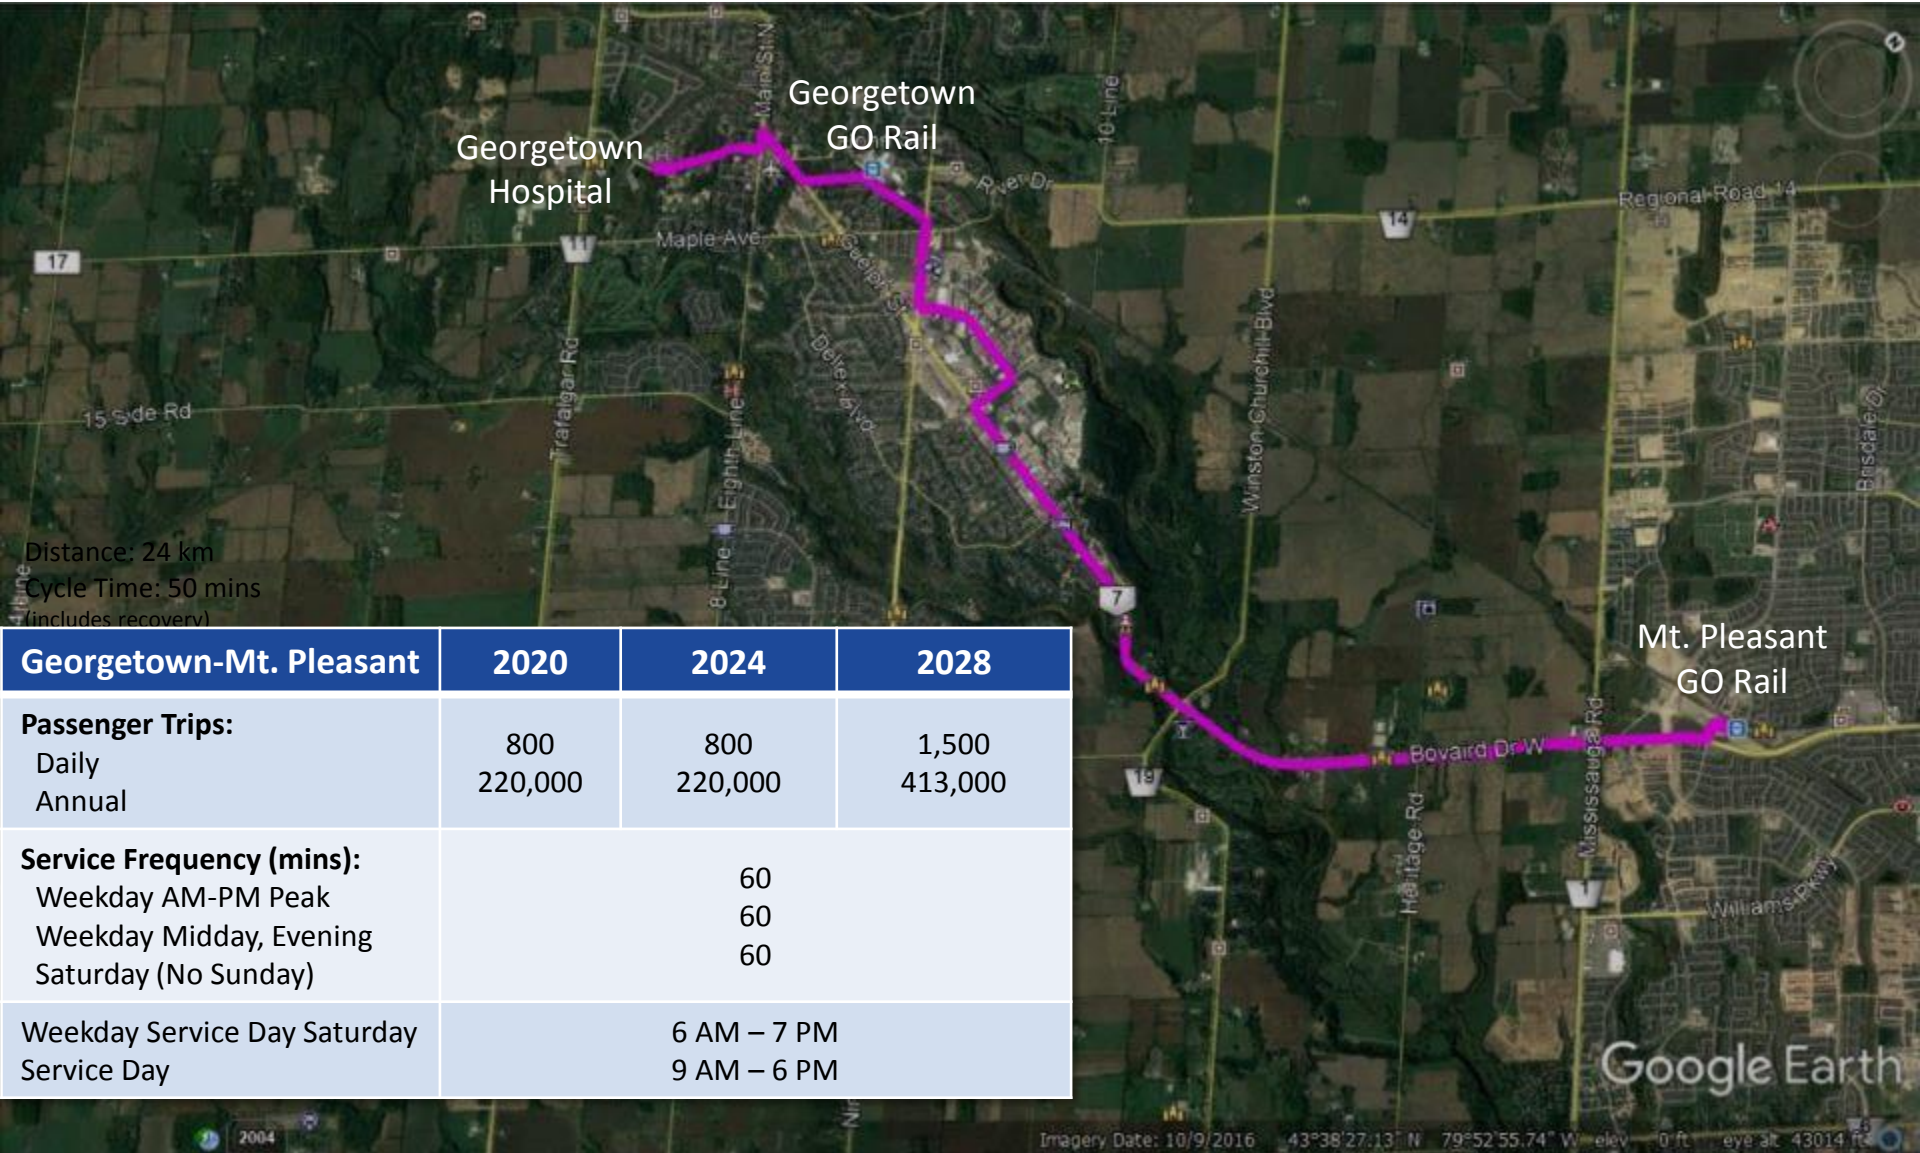 Main St N
Georgetown
GO Rail
10 Line
Georgetown
Hospital
River Dr
Regional Road 14
14
17
11
Maple Ave
Guelph St
Delrex Blvd
Winston Churchill Blvd
Trafalgar Rd
15 Side Rd
Eighth Line
8 Line
Brisdale Dr
Distance: 24 km
Cycle Time: 50 mins
(includes recovery)
7
Mt. Pleasant
GO Rail
Bovaird Dr W
Mississauga Rd
19
Heritage Rd
1
Williams Pkwy
Georgetown-Mt. Pleasant 2020 2024 2028
Passenger Trips:
Daily 800 800 1,500
Annual 220,000 220,000 413,000
Service Frequency (mins):
Weekday AM-PM Peak 60
Weekday Midday, Evening 60
Saturday (No Sunday) 60
Weekday Service Day Saturday 6 AM – 7 PM
Service Day 9 AM – 6 PM
Google Earth
2004
Imagery Date: 10/9/2016 43°38'27.13" N 79°52'55.74" W elev 0 ft eye alt 43014 ft